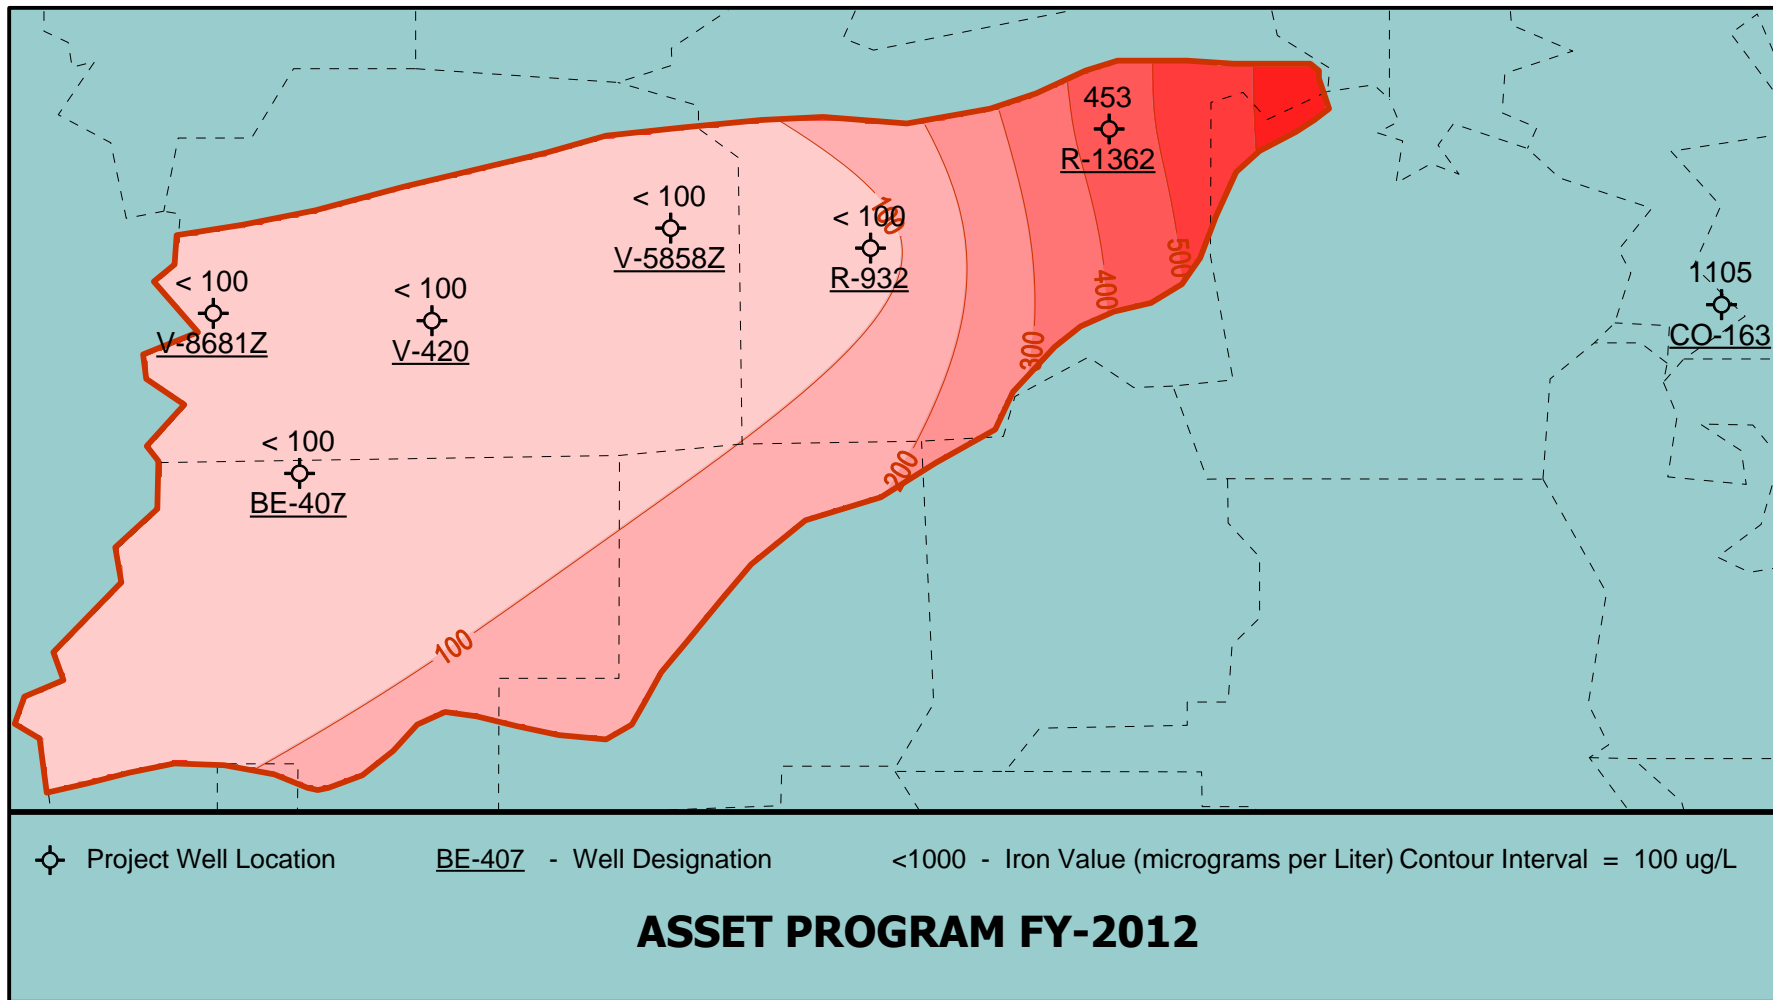 453
R-1362
< 100
V-5858Z
100
< 100
R-932
500
400
1105
CO-163
< 100
V-8681Z
< 100
V-420
300
< 100
BE-407
200
100
Project Well Location
BE-407 - Well Designation
<1000 - Iron Value (micrograms per Liter) Contour Interval = 100 ug/L
ASSET PROGRAM FY-2012